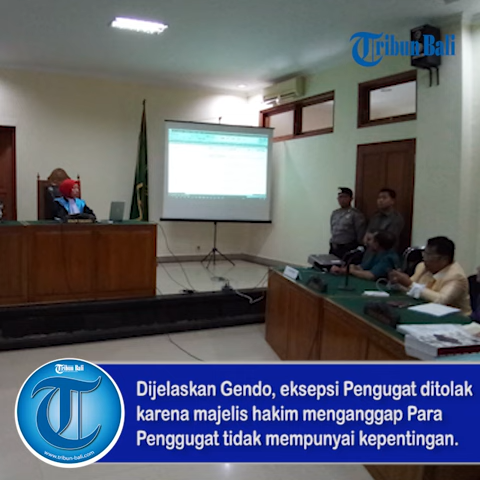 Tribun Bali
Tribun Bali
T
www.tribun-bali.com
Dijelaskan Gendo, eksepsi Pengugat ditolak
karena majelis hakim menganggap Para
Penggugat tidak mempunyai kepentingan.